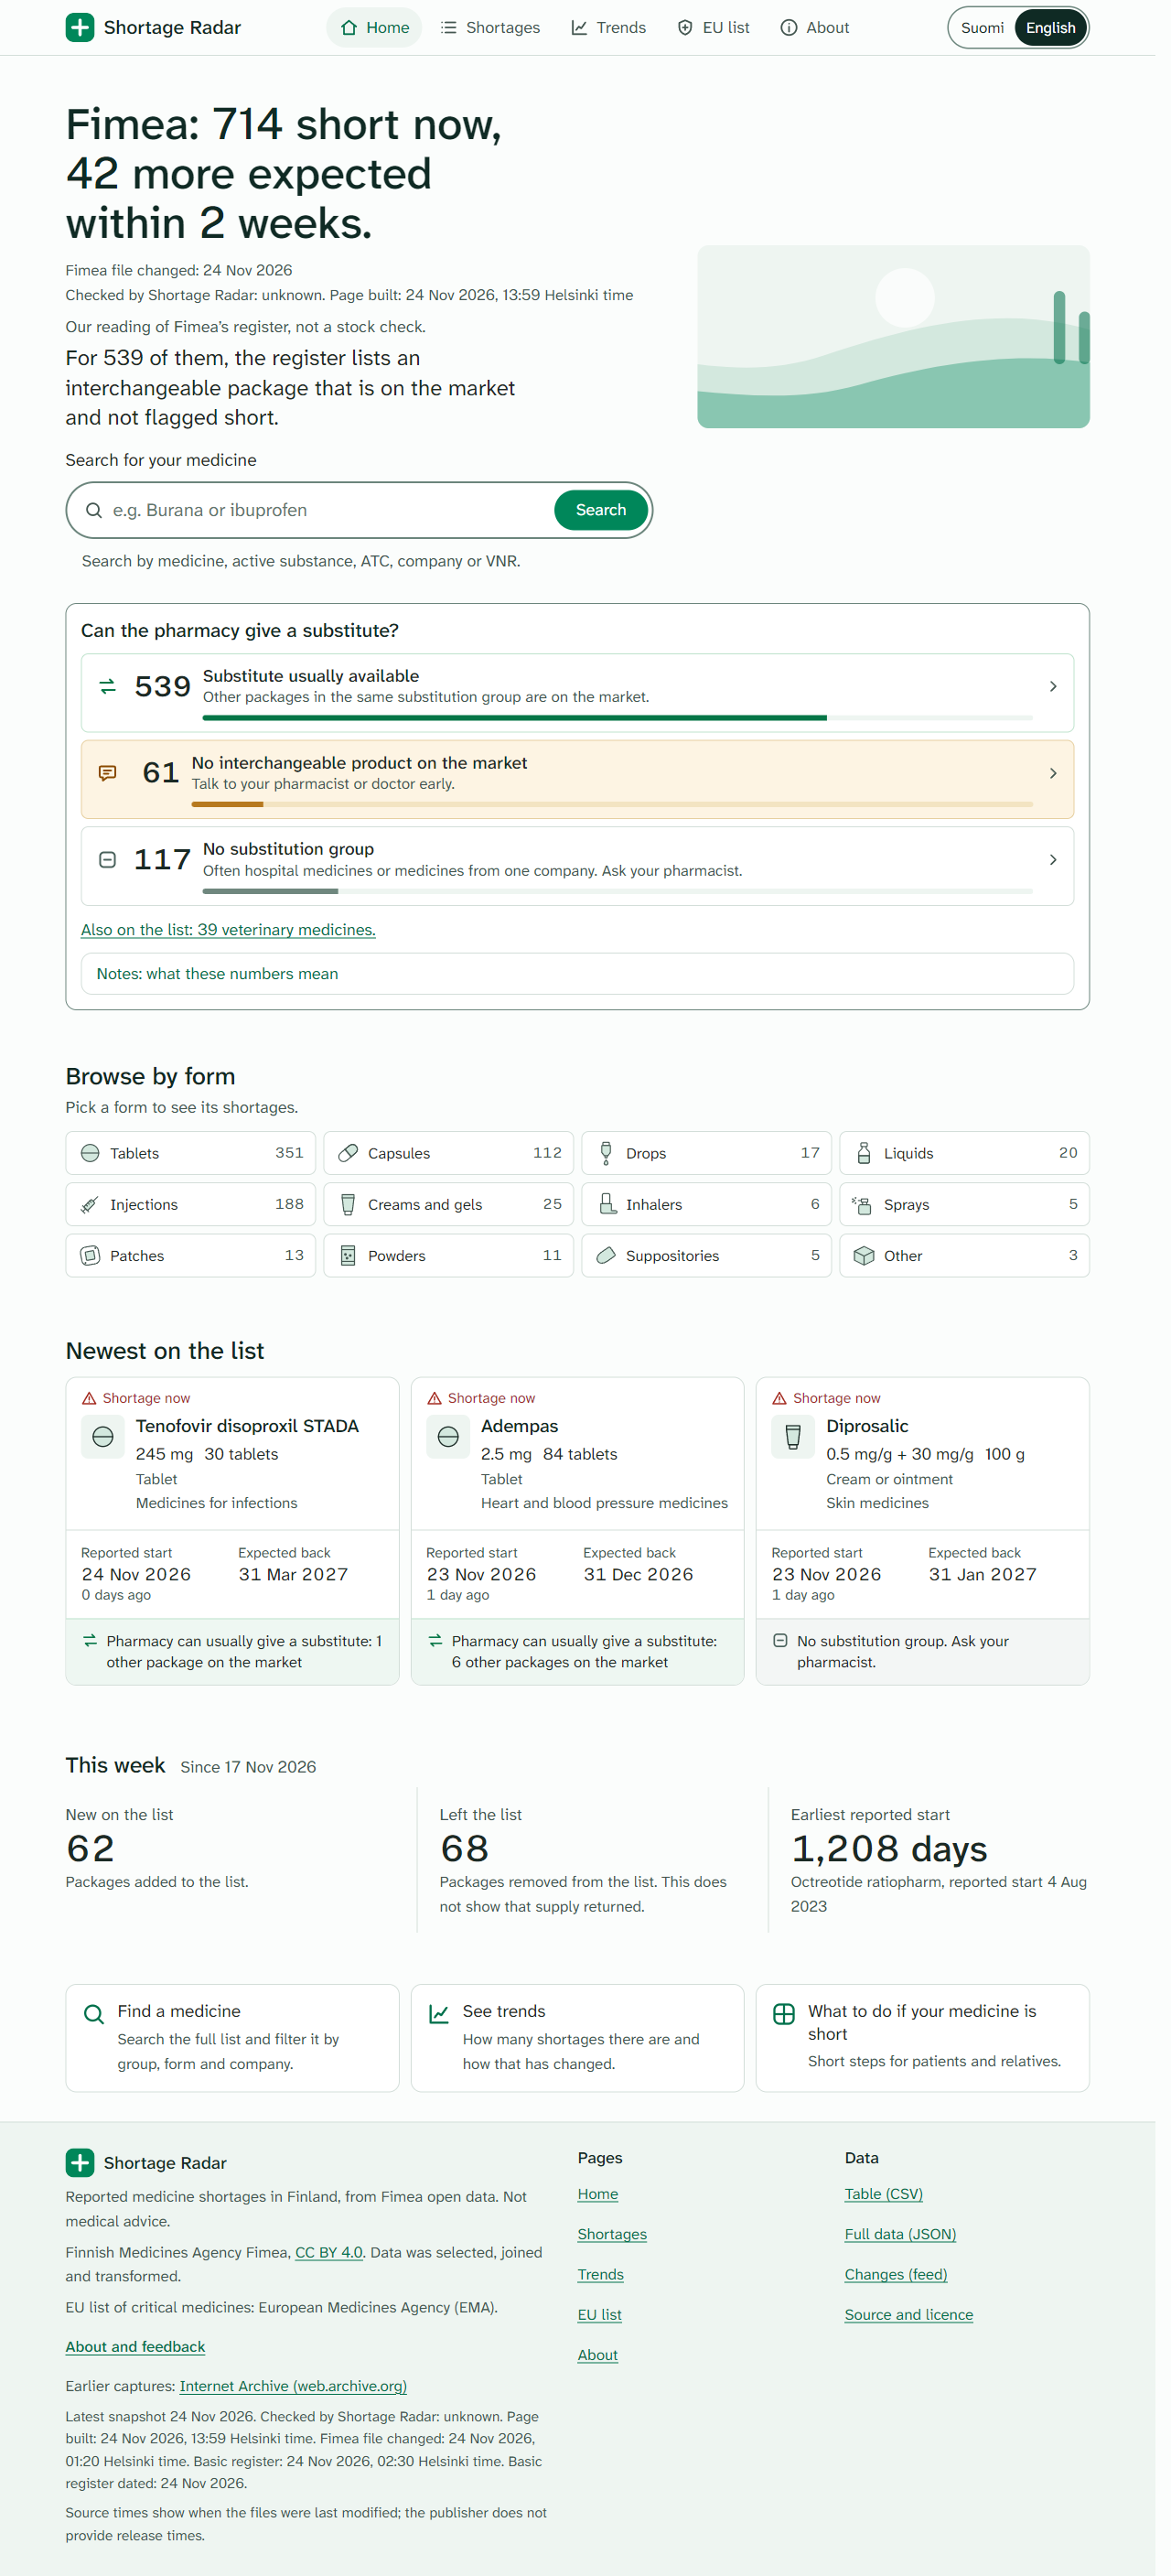 Shortage Radar
Home
Shortages
Trends
EU list
About
Suomi
English
Fimea: 714 short now,
42 more expected
within 2 weeks.
Fimea file changed: 24 Nov 2026
Checked by Shortage Radar: unknown. Page built: 24 Nov 2026, 13:59 Helsinki time
Our reading of Fimea’s register, not a stock check.
For 539 of them, the register lists an
interchangeable package that is on the market
and not flagged short.
Search for your medicine
e.g. Burana or ibuprofen
Search
Search by medicine, active substance, ATC, company or VNR.
Can the pharmacy give a substitute?
539
Substitute usually available
Other packages in the same substitution group are on the market.
61
No interchangeable product on the market
Talk to your pharmacist or doctor early.
117
No substitution group
Often hospital medicines or medicines from one company. Ask your pharmacist.
Also on the list: 39 veterinary medicines.
Notes: what these numbers mean
Browse by form
Pick a form to see its shortages.
Tablets 351
Capsules 112
Drops 17
Liquids 20
Injections 188
Creams and gels 25
Inhalers 6
Sprays 5
Patches 13
Powders 11
Suppositories 5
Other 3
Newest on the list
Shortage now
Tenofovir disoproxil STADA
245 mg 30 tablets
Tablet
Medicines for infections
Reported start
24 Nov 2026
0 days ago
Expected back
31 Mar 2027
Pharmacy can usually give a substitute: 1
other package on the market
Shortage now
Adempas
2.5 mg 84 tablets
Tablet
Heart and blood pressure medicines
Reported start
23 Nov 2026
1 day ago
Expected back
31 Dec 2026
Pharmacy can usually give a substitute:
6 other packages on the market
Shortage now
Diprosalic
0.5 mg/g + 30 mg/g 100 g
Cream or ointment
Skin medicines
Reported start
23 Nov 2026
1 day ago
Expected back
31 Jan 2027
No substitution group. Ask your
pharmacist.
This week Since 17 Nov 2026
New on the list
62
Packages added to the list.
Left the list
68
Packages removed from the list. This does
not show that supply returned.
Earliest reported start
1,208 days
Octreotide ratiopharm, reported start 4 Aug
2023
Find a medicine
Search the full list and filter it by
group, form and company.
See trends
How many shortages there are and
how that has changed.
What to do if your medicine is
short
Short steps for patients and relatives.
Shortage Radar
Reported medicine shortages in Finland, from Fimea open data. Not
medical advice.
Finnish Medicines Agency Fimea, CC BY 4.0. Data was selected, joined
and transformed.
EU list of critical medicines: European Medicines Agency (EMA).
About and feedback
Earlier captures: Internet Archive (web.archive.org)
Latest snapshot 24 Nov 2026. Checked by Shortage Radar: unknown. Page
built: 24 Nov 2026, 13:59 Helsinki time. Fimea file changed: 24 Nov 2026,
01:20 Helsinki time. Basic register: 24 Nov 2026, 02:30 Helsinki time. Basic
register dated: 24 Nov 2026.
Source times show when the files were last modified; the publisher does not
provide release times.
Pages
Home
Shortages
Trends
EU list
About
Data
Table (CSV)
Full data (JSON)
Changes (feed)
Source and licence